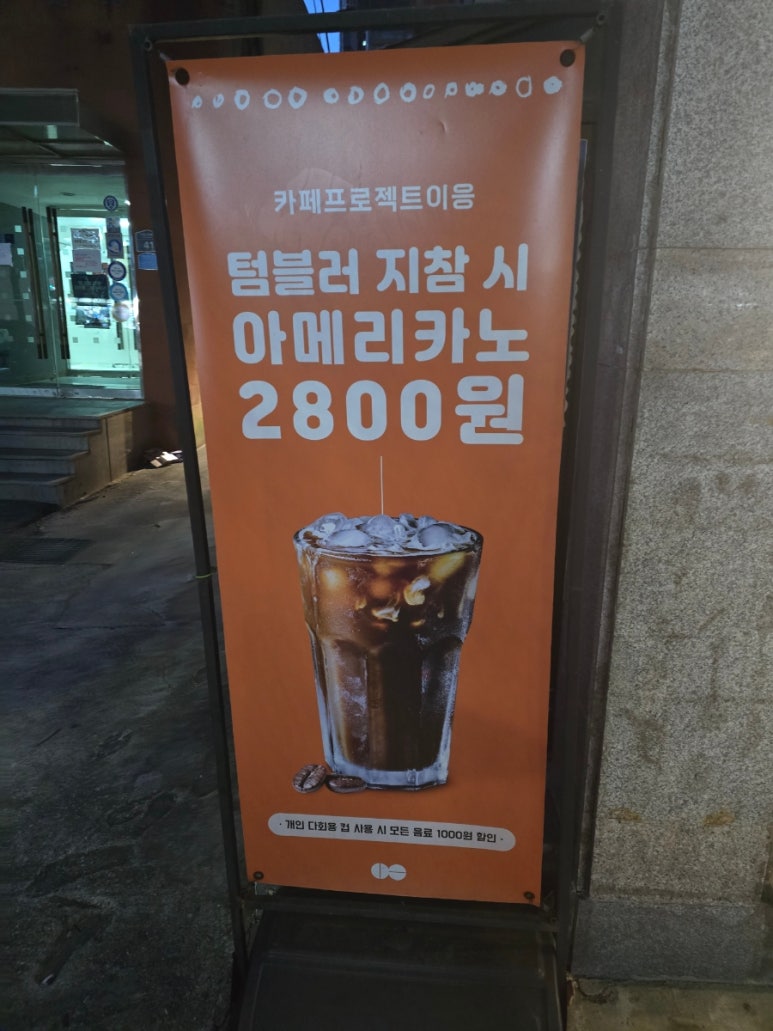 카페프로젝트이응
텀블러 지참 시
아메리카노
2800원
· 개인 다회용 컵 사용 시 모든 음료 1000원 할인 ·
41